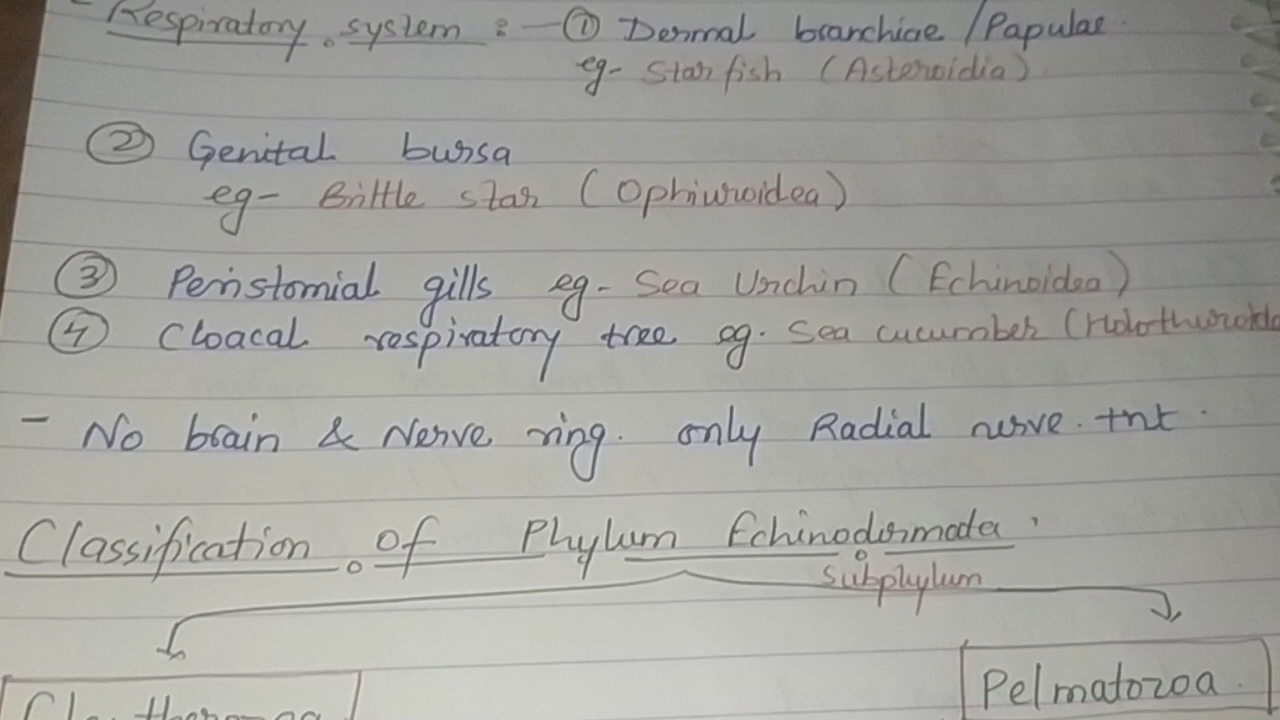 Respiratory system :- ① Dermal branchiae / Papulae.
eg- Star fish (Asteroidia)
② Genital bursa
eg- Brittle star (Ophiuroidea)
③ Peristomial gills eg- Sea Urchin (Echinoidea)
④ Cloacal respiratory tree eg. Sea cucumber
- No brain & Nerve ring. only Radial nerve.
Classification of Phylum Echinodermata.
Subphylum
Pelmatozoa.